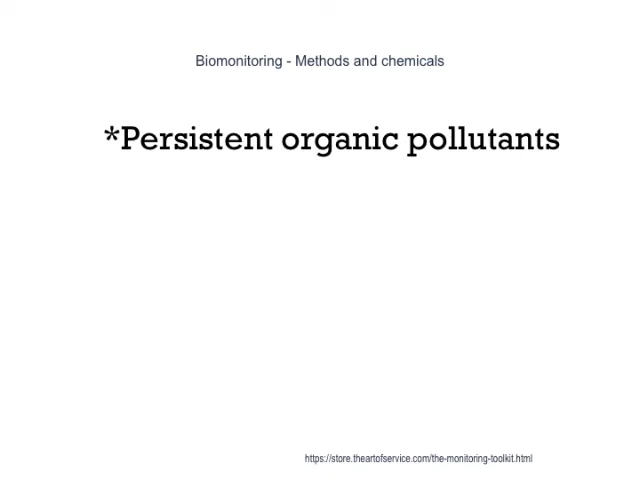 Biomonitoring - Methods and chemicals
*Persistent organic pollutants
https://store.theartofservice.com/the-monitoring-toolkit.html